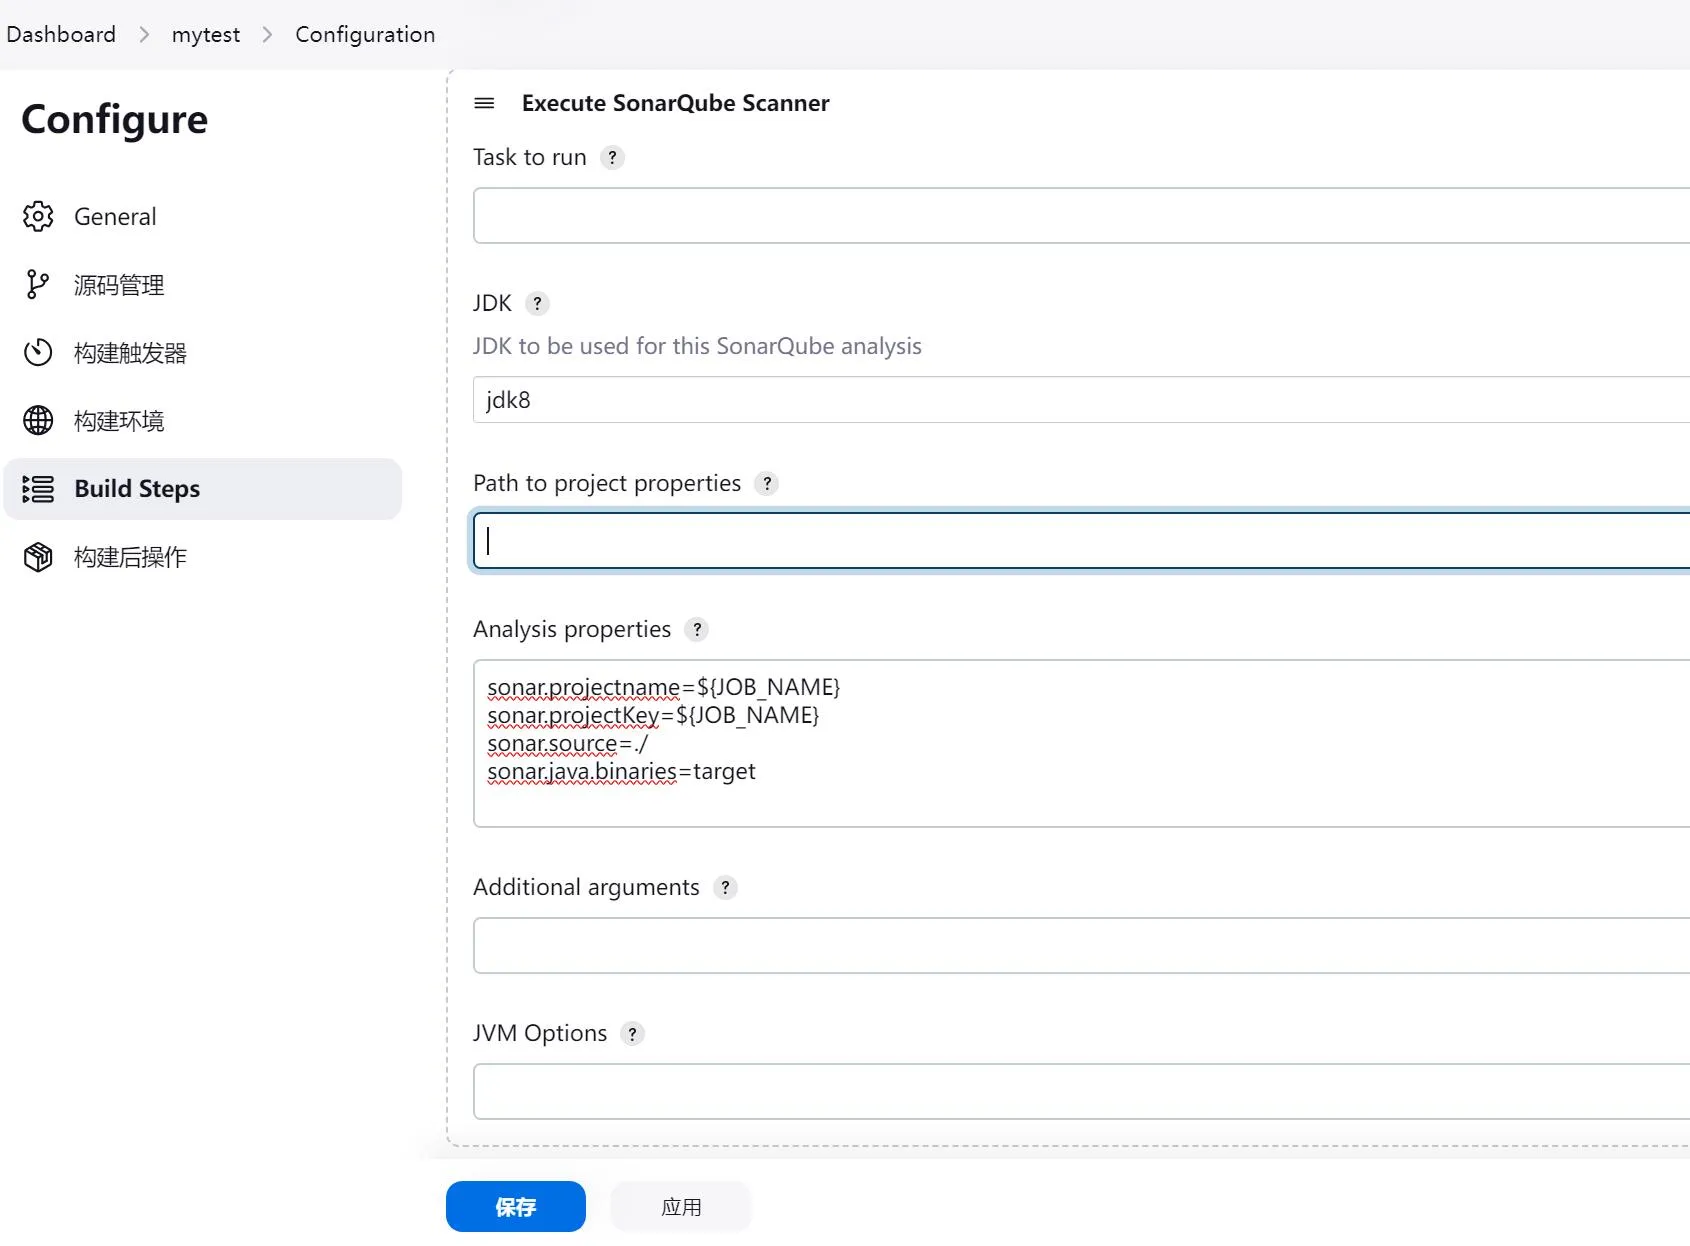 Dashboard > mytest > Configuration
Configure
General
源码管理
构建触发器
构建环境
Build Steps
构建后操作
Execute SonarQube Scanner
Task to run ?
JDK ?
JDK to be used for this SonarQube analysis
jdk8
Path to project properties ?
Analysis properties ?
sonar.projectname=${JOB_NAME}
sonar.projectKey=${JOB_NAME}
sonar.source=./
sonar.java.binaries=target
Additional arguments ?
JVM Options ?
保存
应用